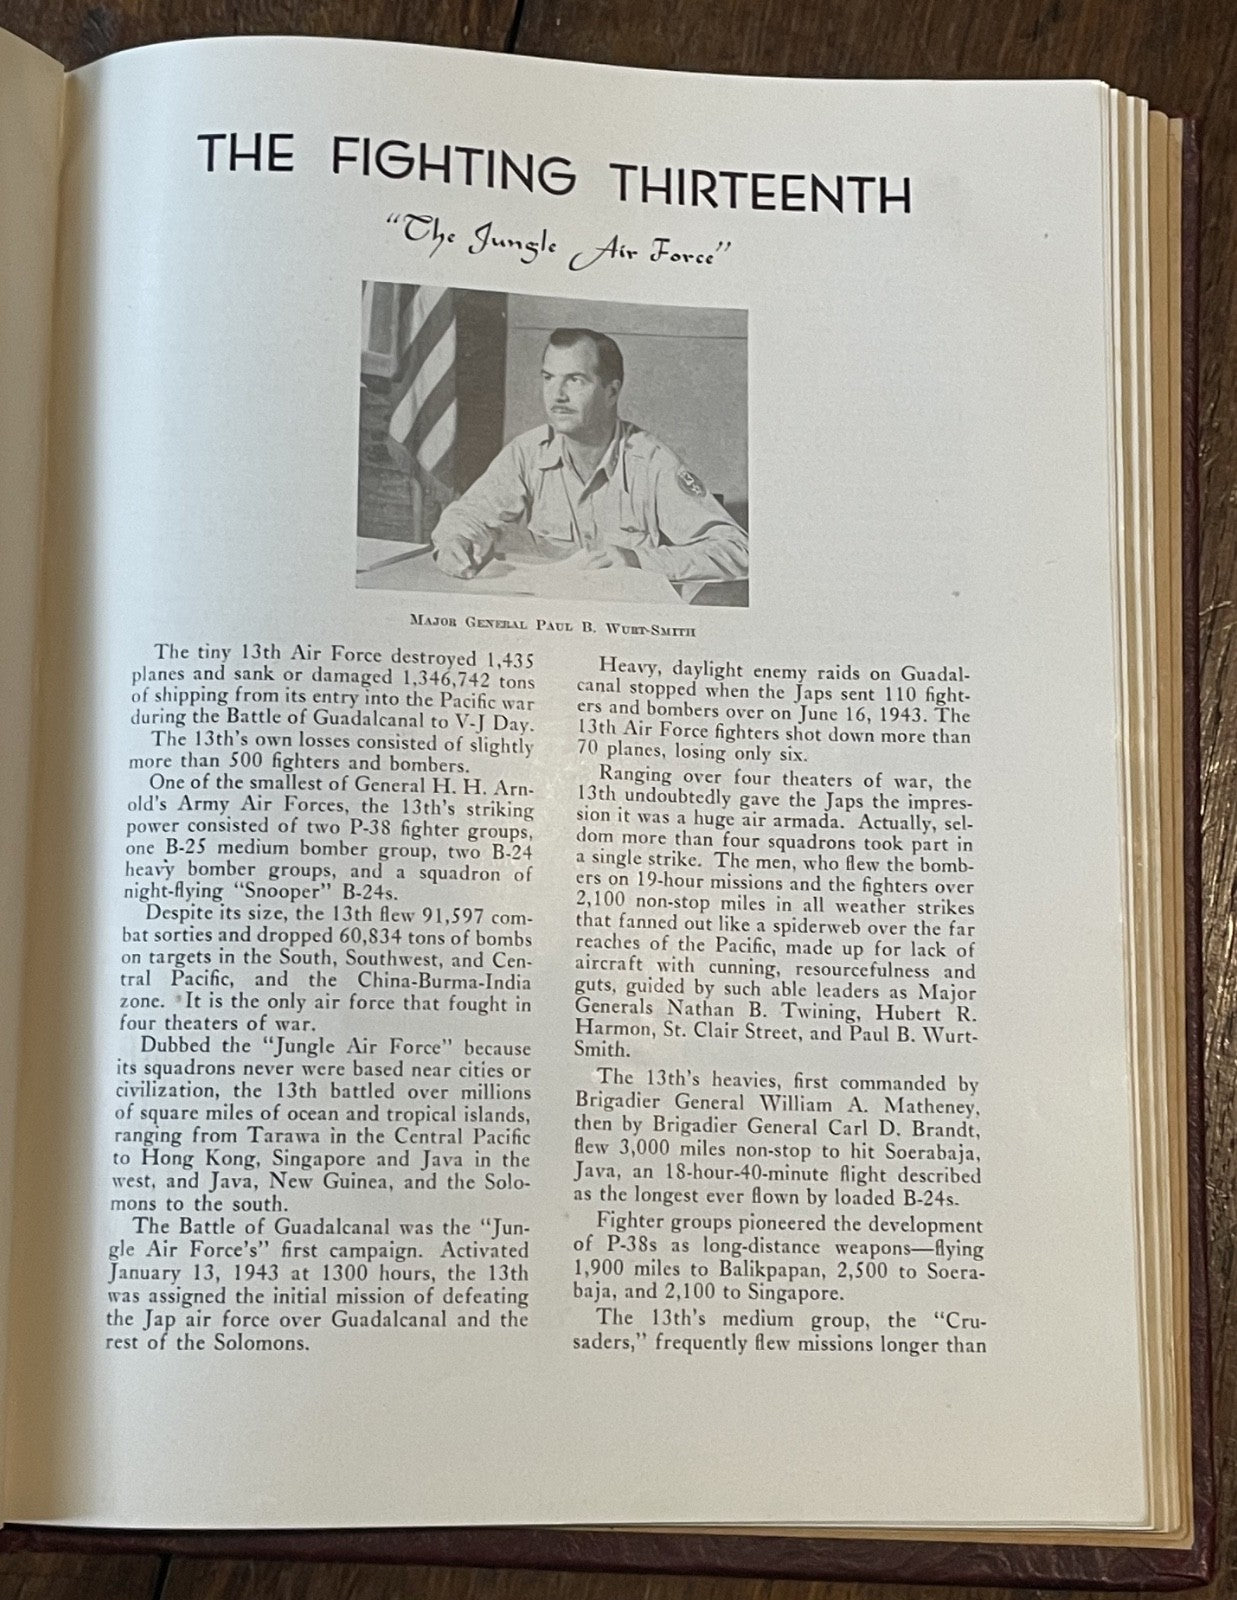 THE FIGHTING THIRTEENTH
"The Jungle Air Force"
MAJOR GENERAL PAUL B. WURT-SMITH
The tiny 13th Air Force destroyed 1,435
planes and sank or damaged 1,346,742 tons
of shipping from its entry into the Pacific war
during the Battle of Guadalcanal to V-J Day.
The 13th's own losses consisted of slightly
more than 500 fighters and bombers.
One of the smallest of General H. H. Arn-
old's Army Air Forces, the 13th's striking
power consisted of two P-38 fighter groups,
one B-25 medium bomber group, two B-24
heavy bomber groups, and a squadron of
night-flying "Snooper" B-24s.
Despite its size, the 13th flew 91,597 com-
bat sorties and dropped 60,834 tons of bombs
on targets in the South, Southwest, and Cen-
tral Pacific, and the China-Burma-India
zone. It is the only air force that fought in
four theaters of war.
Dubbed the "Jungle Air Force" because
its squadrons never were based near cities or
civilization, the 13th battled over millions
of square miles of ocean and tropical islands,
ranging from Tarawa in the Central Pacific
to Hong Kong, Singapore and Java in the
west, and Java, New Guinea, and the Solo-
mons to the south.
The Battle of Guadalcanal was the "Jun-
gle Air Force's" first campaign. Activated
January 13, 1943 at 1300 hours, the 13th
was assigned the initial mission of defeating
the Jap air force over Guadalcanal and the
rest of the Solomons.
Heavy, daylight enemy raids on Guadal-
canal stopped when the Japs sent 110 fight-
ers and bombers over on June 16, 1943. The
13th Air Force fighters shot down more than
70 planes, losing only six.
Ranging over four theaters of war, the
13th undoubtedly gave the Japs the impres-
sion it was a huge air armada. Actually, sel-
dom more than four squadrons took part in
a single strike. The men, who flew the bomb-
ers on 19-hour missions and the fighters over
2,100 non-stop miles in all weather strikes
that fanned out like a spiderweb over the far
reaches of the Pacific, made up for lack of
aircraft with cunning, resourcefulness and
guts, guided by such able leaders as Major
Generals Nathan B. Twining, Hubert R.
Harmon, St. Clair Street, and Paul B. Wurt-
Smith.
The 13th's heavies, first commanded by
Brigadier General William A. Matheney,
then by Brigadier General Carl D. Brandt,
flew 3,000 miles non-stop to hit Soerabaja,
Java, an 18-hour-40-minute flight described
as the longest ever flown by loaded B-24s.
Fighter groups pioneered the development
of P-38s as long-distance weapons—flying
1,900 miles to Balikpapan, 2,500 to Soera-
baja, and 2,100 to Singapore.
The 13th's medium group, the "Cru-
saders," frequently flew missions longer than